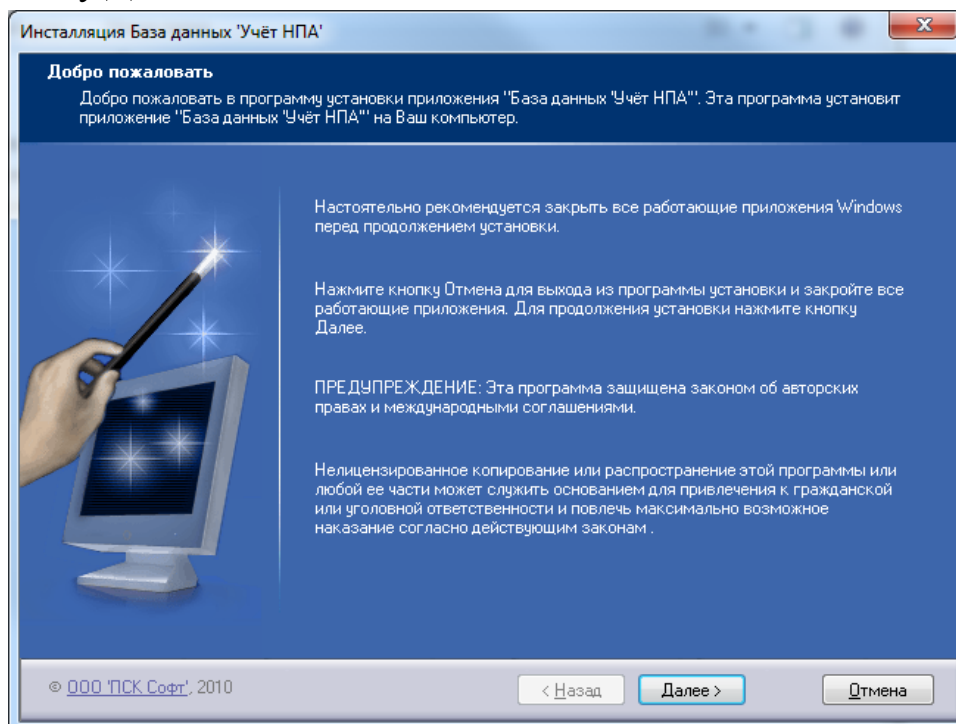 Инсталляция База данных 'Учёт НПА'
Добро пожаловать
Добро пожаловать в программу установки приложения "База данных 'Учёт НПА'". Эта программа установит
приложение "База данных 'Учёт НПА'" на Ваш компьютер.
Настоятельно рекомендуется закрыть все работающие приложения Windows
перед продолжением установки.
Нажмите кнопку Отмена для выхода из программы установки и закройте все
работающие приложения. Для продолжения установки нажмите кнопку
Далее.
ПРЕДУПРЕЖДЕНИЕ: Эта программа защищена законом об авторских
правах и международными соглашениями.
Нелицензированное копирование или распространение этой программы или
любой ее части может служить основанием для привлечения к гражданской
или уголовной ответственности и повлечь максимально возможное
наказание согласно действующим законам .
© ООО 'ПСК Софт', 2010
< Назад Далее > Отмена